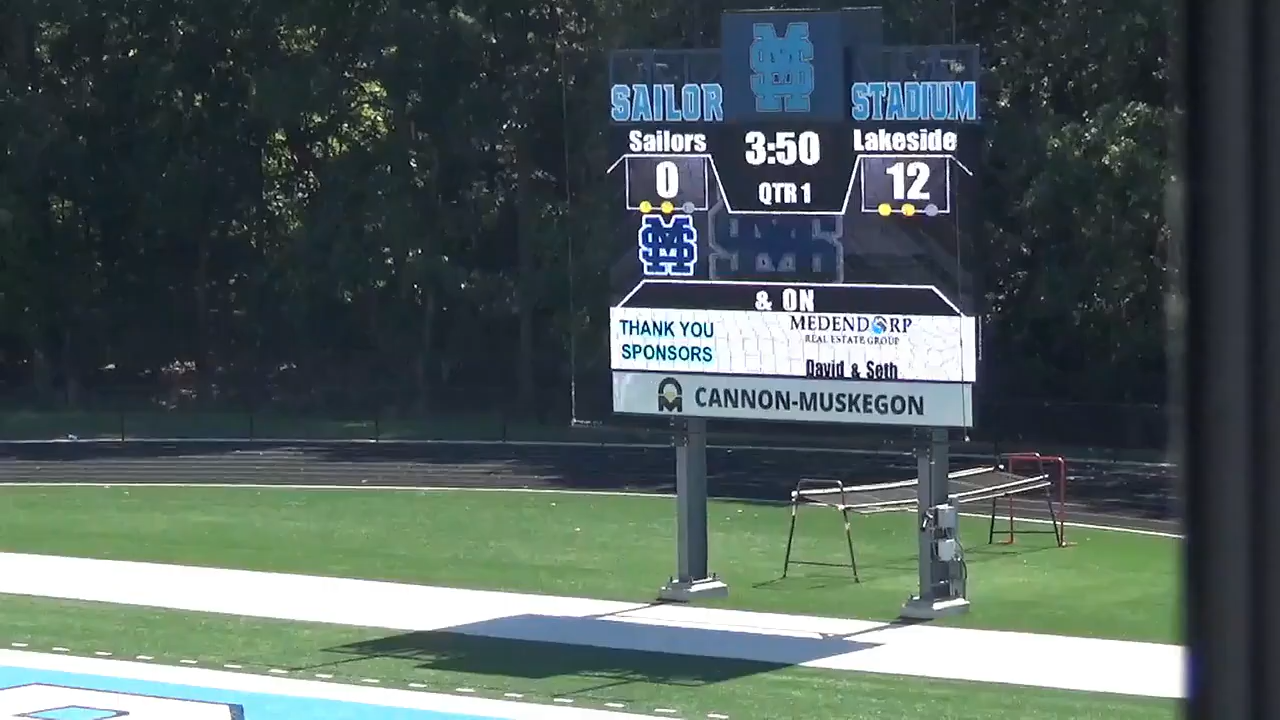 SAILOR STADIUM
Sailors 3:50 Lakeside
0 QTR 1 12
& ON
THANK YOU
SPONSORS
MEDENDORP
REAL ESTATE GROUP
David & Seth
CANNON-MUSKEGON